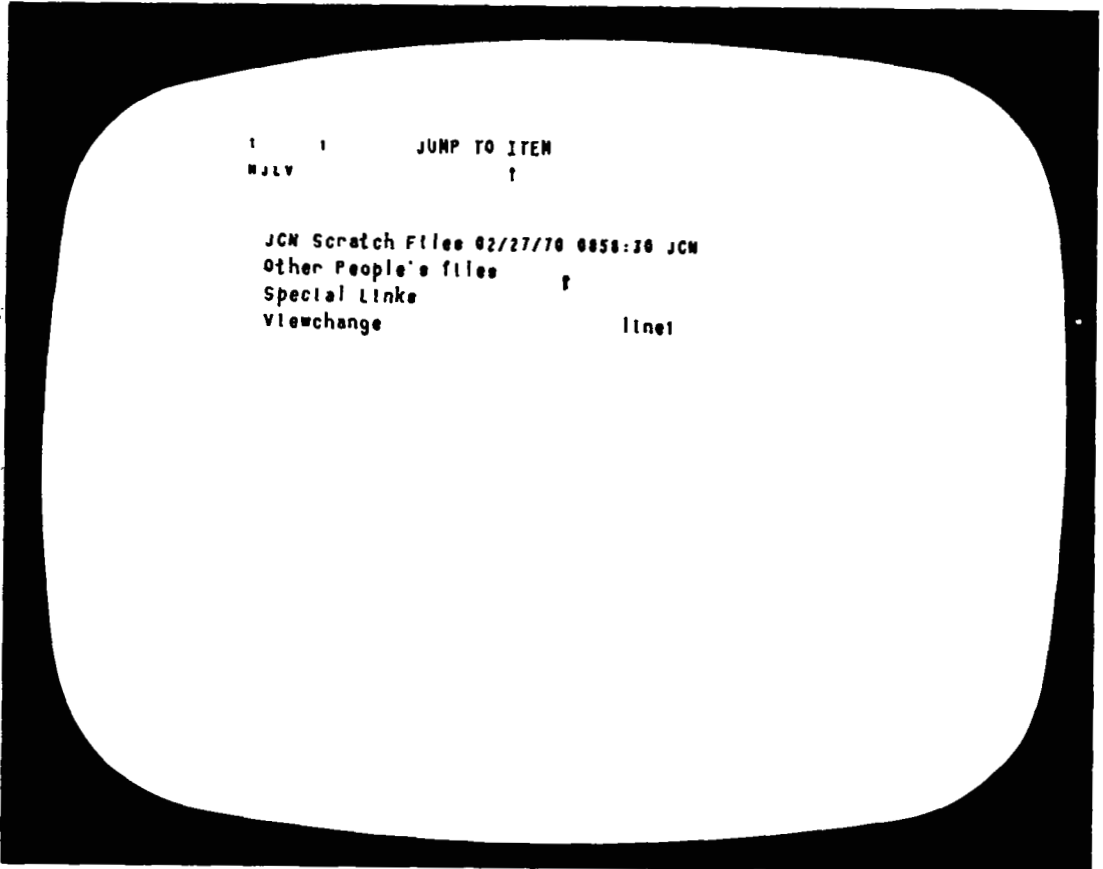 ↑ ↑ JUMP TO ITEM
↑
JCN Scratch Files 02/27/70 0858:30 JCN
Other People's files ↑
Special Links
Viewchange line1